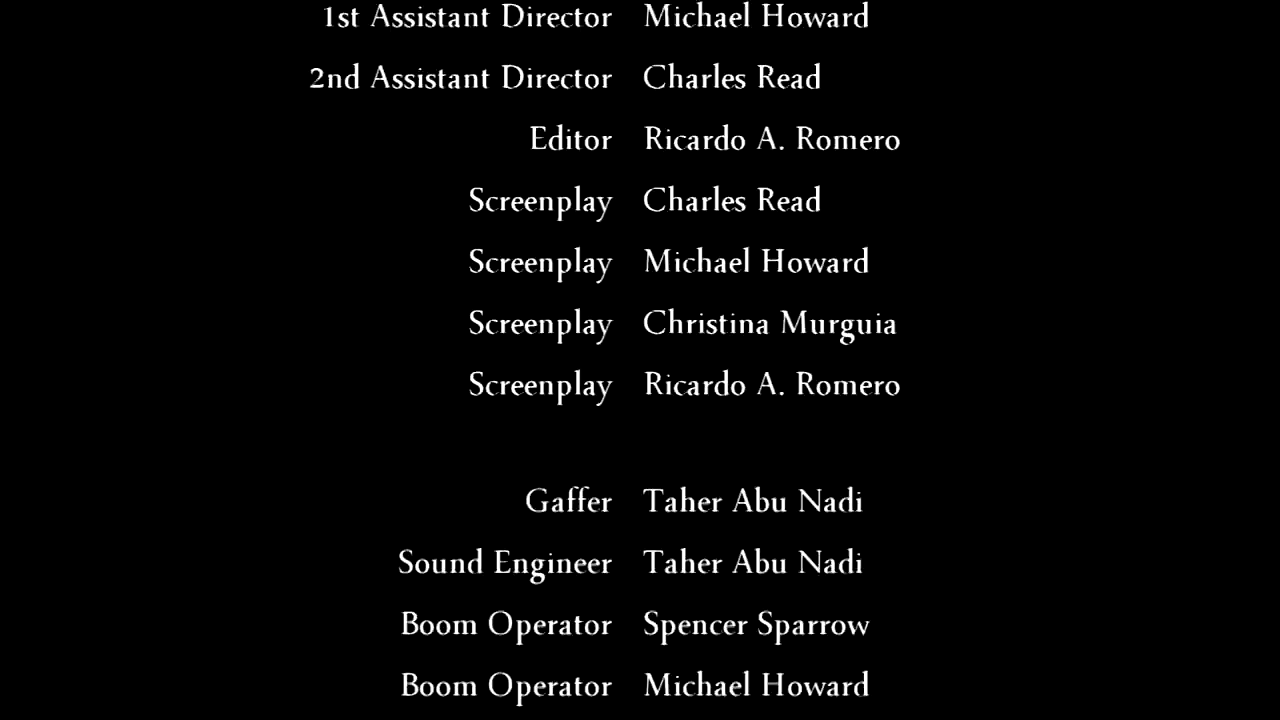 1st Assistant Director Michael Howard
2nd Assistant Director Charles Read
Editor Ricardo A. Romero
Screenplay Charles Read
Screenplay Michael Howard
Screenplay Christina Murguia
Screenplay Ricardo A. Romero
Gaffer Taher Abu Nadi
Sound Engineer Taher Abu Nadi
Boom Operator Spencer Sparrow
Boom Operator Michael Howard